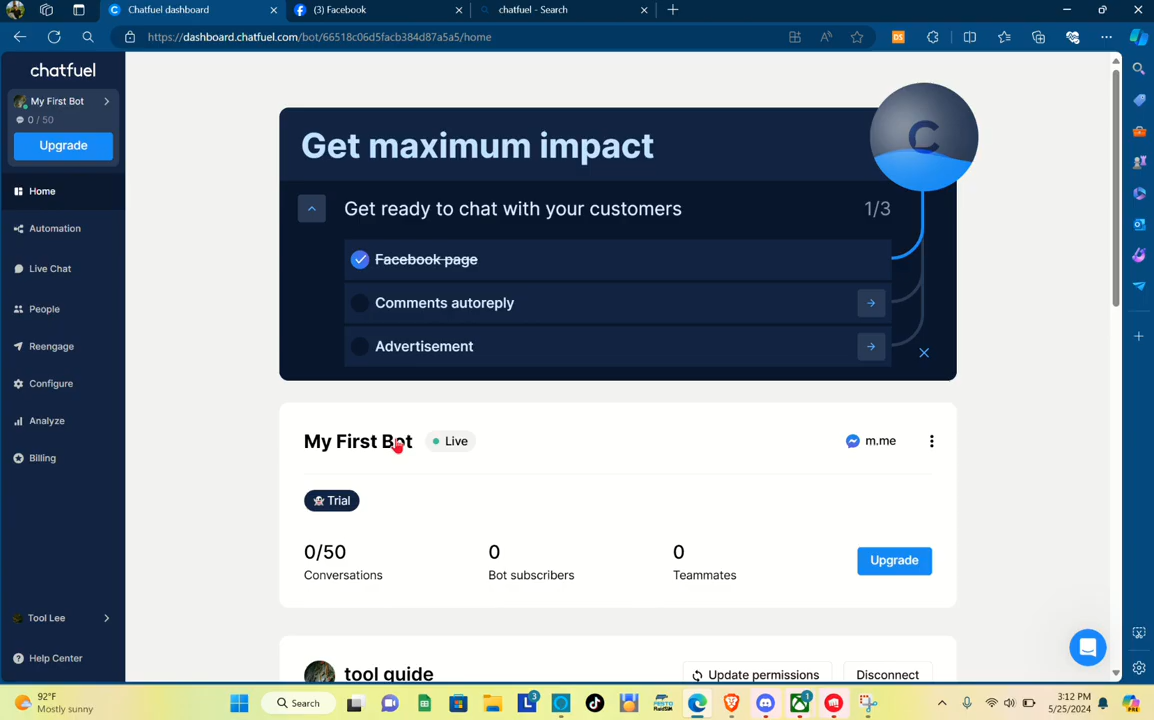 Chatfuel dashboard
(3) Facebook
chatfuel - Search
https://dashboard.chatfuel.com/bot/66518c06d5facb384d87a5a5/home
chatfuel
My First Bot
0 / 50
Upgrade
Home
Automation
Live Chat
People
Reengage
Configure
Analyze
Billing
Tool Lee
Help Center
Get maximum impact
Get ready to chat with your customers
1/3
Facebook page
Comments autoreply
Advertisement
My First Bot
Live
m.me
Trial
0/50
Conversations
0
Bot subscribers
0
Teammates
Upgrade
tool guide
Update permissions
Disconnect
92°F
Mostly sunny
Search
3:12 PM
5/25/2024